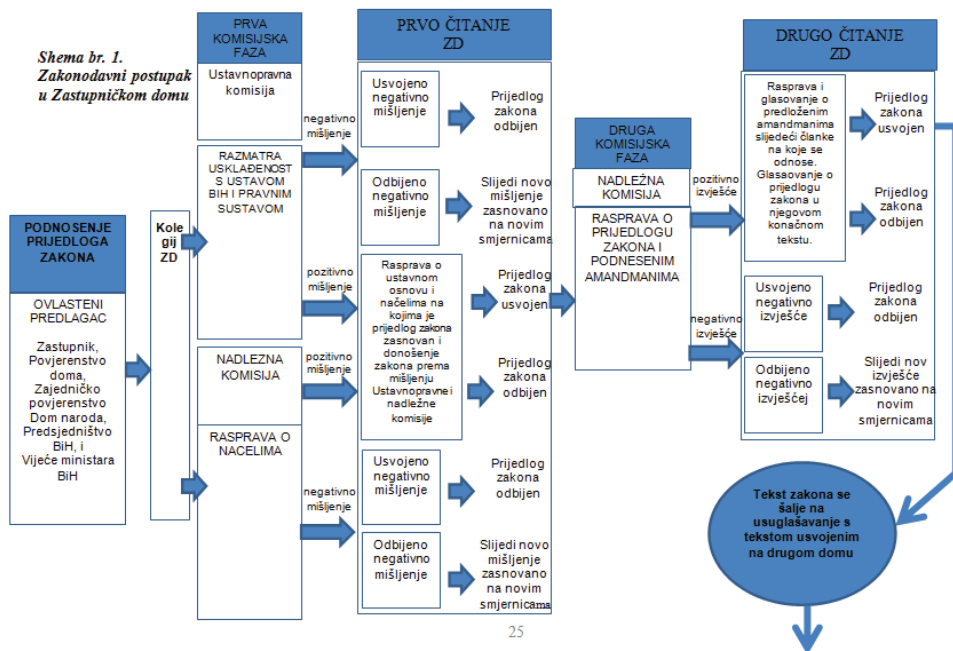 Shema br. 1.
Zakonodavni postupak
u Zastupničkom domu
PODNOSENJE
PRIJEDLOGA
ZAKONA
OVLASTENI
PREDLAGAC
Zastupnik,
Povjerenstvo
doma,
Zajedničko
povjerenstvo
Dom naroda,
Predsjedništvo
BiH, i
Vijeće ministara
BiH
Kole
gij
ZD
PRVA
KOMISIJSKA
FAZA
Ustavnopravna
komisija
RAZMATRA
USKLAĐENOST
S USTAVOM
BIH I PRAVNIM
SUSTAVOM
NADLEZNA
KOMISIJA
RASPRAVA O
NACELIMA
negativno
mišljenje
pozitivno
mišljenje
pozitivno
mišljenje
negativno
mišljenje
PRVO ČITANJE
ZD
Usvojeno
negativno
mišljenje
Prijedlog
zakona
odbijen
Odbijeno
negativno
mišljenje
Slijedi novo
mišljenje
zasnovano
na novim
smjernicama
Rasprava o
ustavnom
osnovu i
načelima na
kojima je
prijedlog zakona
zasnovan i
donošenje
zakona prema
mišljenju
Ustavnopravne i
nadležne
komisije
Prijedlog
zakona
usvojen
Prijedlog
zakona
odbijen
Usvojeno
negativno
mišljenje
Prijedlog
zakona
odbijen
Odbijeno
negativno
mišljenje
Slijedi novo
mišljenje
zasnovano
na novim
smjernicama
DRUGA
KOMISIJSKA
FAZA
NADLEŽNA
KOMISIJA
RASPRAVA O
PRIJEDLOGU
ZAKONA I
PODNESENIM
AMANDMANIMA
pozitivno
izvješće
negativno
izvješće
DRUGO ČITANJE
ZD
Rasprava i
glasovanje o
predloženim
amandmanima
slijedeći članke
na koje se
odnose.
Glasaovanje o
prijedlogu
zakona u
njegovom
konačnom
tekstu.
Prijedlog
zakona
usvojen
Prijedlog
zakona
odbijen
Usvojeno
negativno
izvješće
Prijedlog
zakona
odbijen
Odbijeno
negativno
izvješćej
Slijedi nov
izvješće
zasnovano na
novim
smjernicama
Tekst zakona se
šalje na
usuglašavanje s
tekstom usvojenim
na drugom domu
25